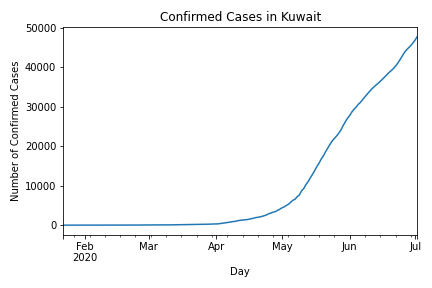 Confirmed Cases in Kuwait
50000
40000
30000
20000
10000
0
Number of Confirmed Cases
Feb Mar Apr May Jun Jul
2020
Day